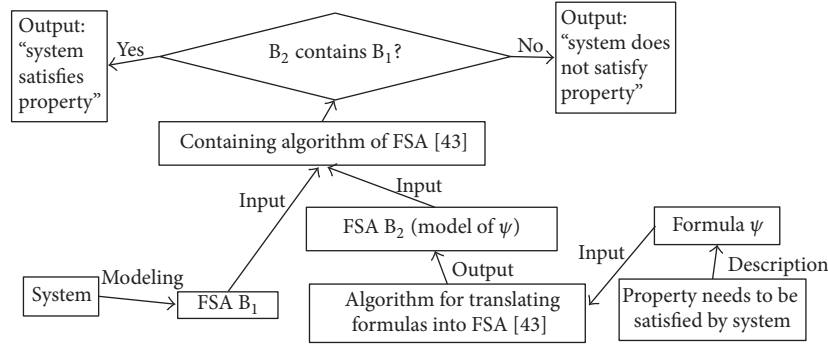 Output:
“system
satisfies
property”
Yes
B₂ contains B₁?
No
Output:
“system does
not satisfy
property”
Containing algorithm of FSA [43]
Input
Input
FSA B₂ (model of ψ)
Formula ψ
Input
Output
Description
System
Modeling
FSA B₁
Algorithm for translating
formulas into FSA [43]
Property needs to be
satisfied by system